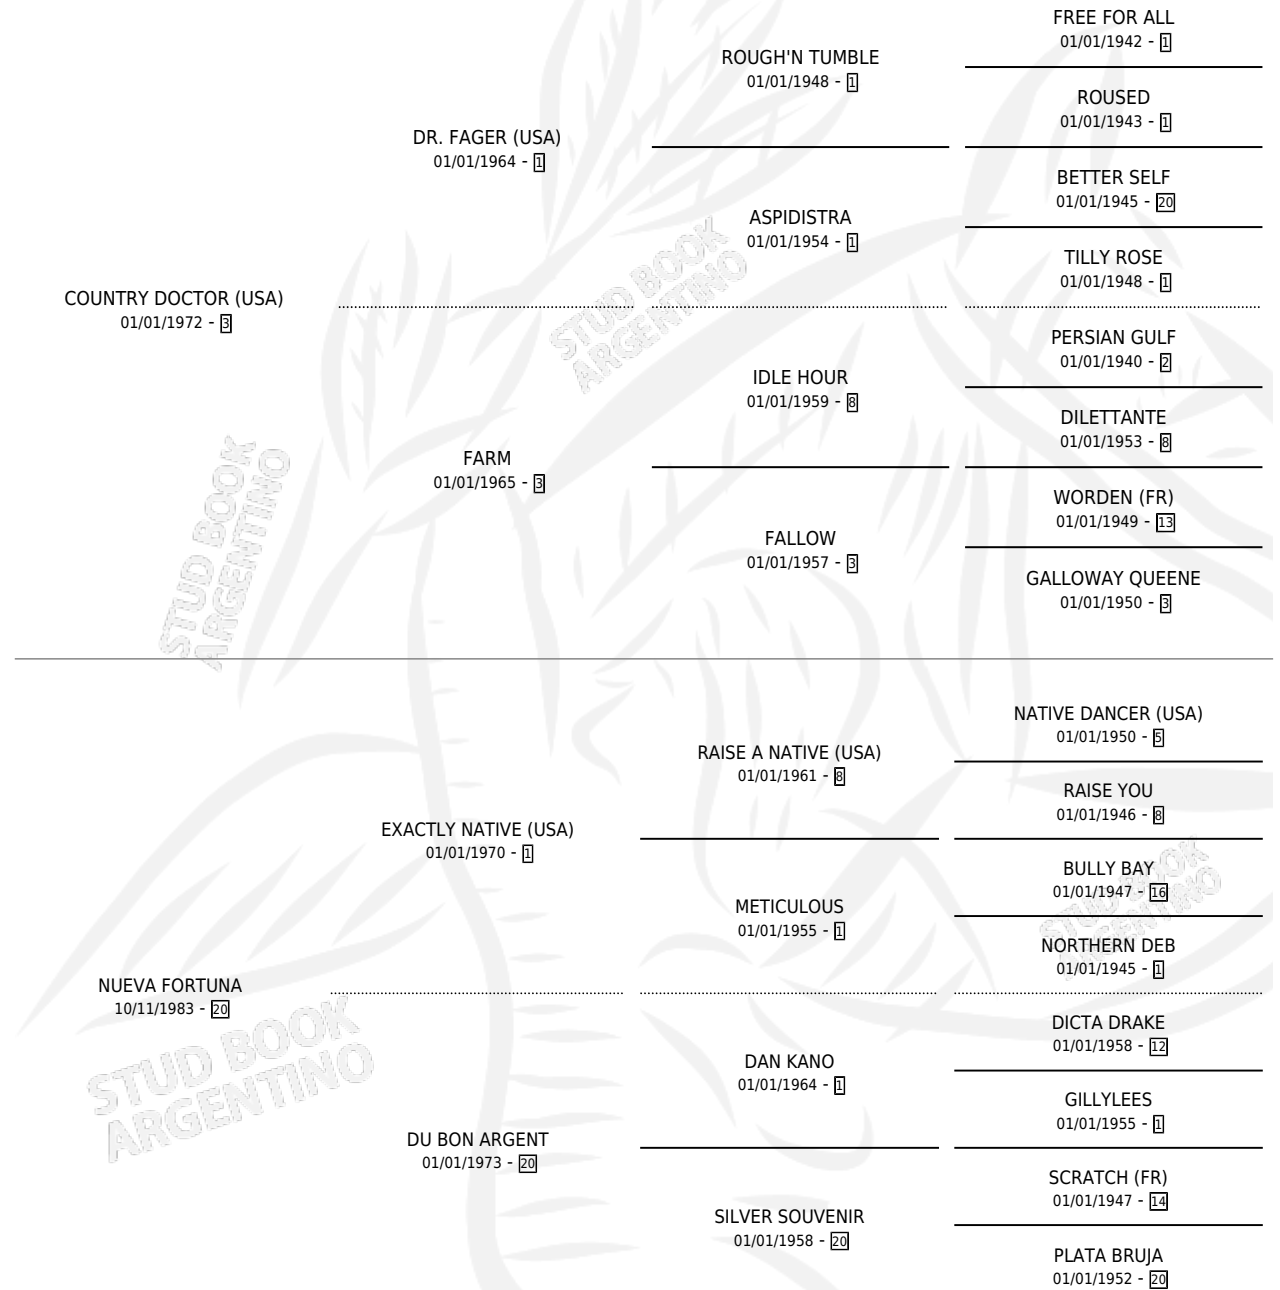 FREE FOR ALL
01/01/1942 - 1
ROUGH'N TUMBLE
01/01/1948 - 1
ROUSED
01/01/1943 - 1
DR. FAGER (USA)
01/01/1964 - 1
BETTER SELF
01/01/1945 - 20
ASPIDISTRA
01/01/1954 - 1
TILLY ROSE
01/01/1948 - 1
COUNTRY DOCTOR (USA)
01/01/1972 - 3
PERSIAN GULF
01/01/1940 - 2
IDLE HOUR
01/01/1959 - 8
DILETTANTE
01/01/1953 - 8
FARM
01/01/1965 - 3
WORDEN (FR)
01/01/1949 - 13
FALLOW
01/01/1957 - 3
GALLOWAY QUEENE
01/01/1950 - 3
STUD BOOK
ARGENTINO
STUD BOOK
ARGENTINO
NATIVE DANCER (USA)
01/01/1950 - 5
RAISE A NATIVE (USA)
01/01/1961 - 8
RAISE YOU
01/01/1946 - 8
EXACTLY NATIVE (USA)
01/01/1970 - 1
BULLY BAY
01/01/1947 - 16
METICULOUS
01/01/1955 - 1
NORTHERN DEB
01/01/1945 - 1
NUEVA FORTUNA
10/11/1983 - 20
DICTA DRAKE
01/01/1958 - 12
DAN KANO
01/01/1964 - 1
GILLYLEES
01/01/1955 - 1
DU BON ARGENT
01/01/1973 - 20
SCRATCH (FR)
01/01/1947 - 14
SILVER SOUVENIR
01/01/1958 - 20
PLATA BRUJA
01/01/1952 - 20
STUD BOOK
ARGENTINO
STUD BOOK
ARGENTINO